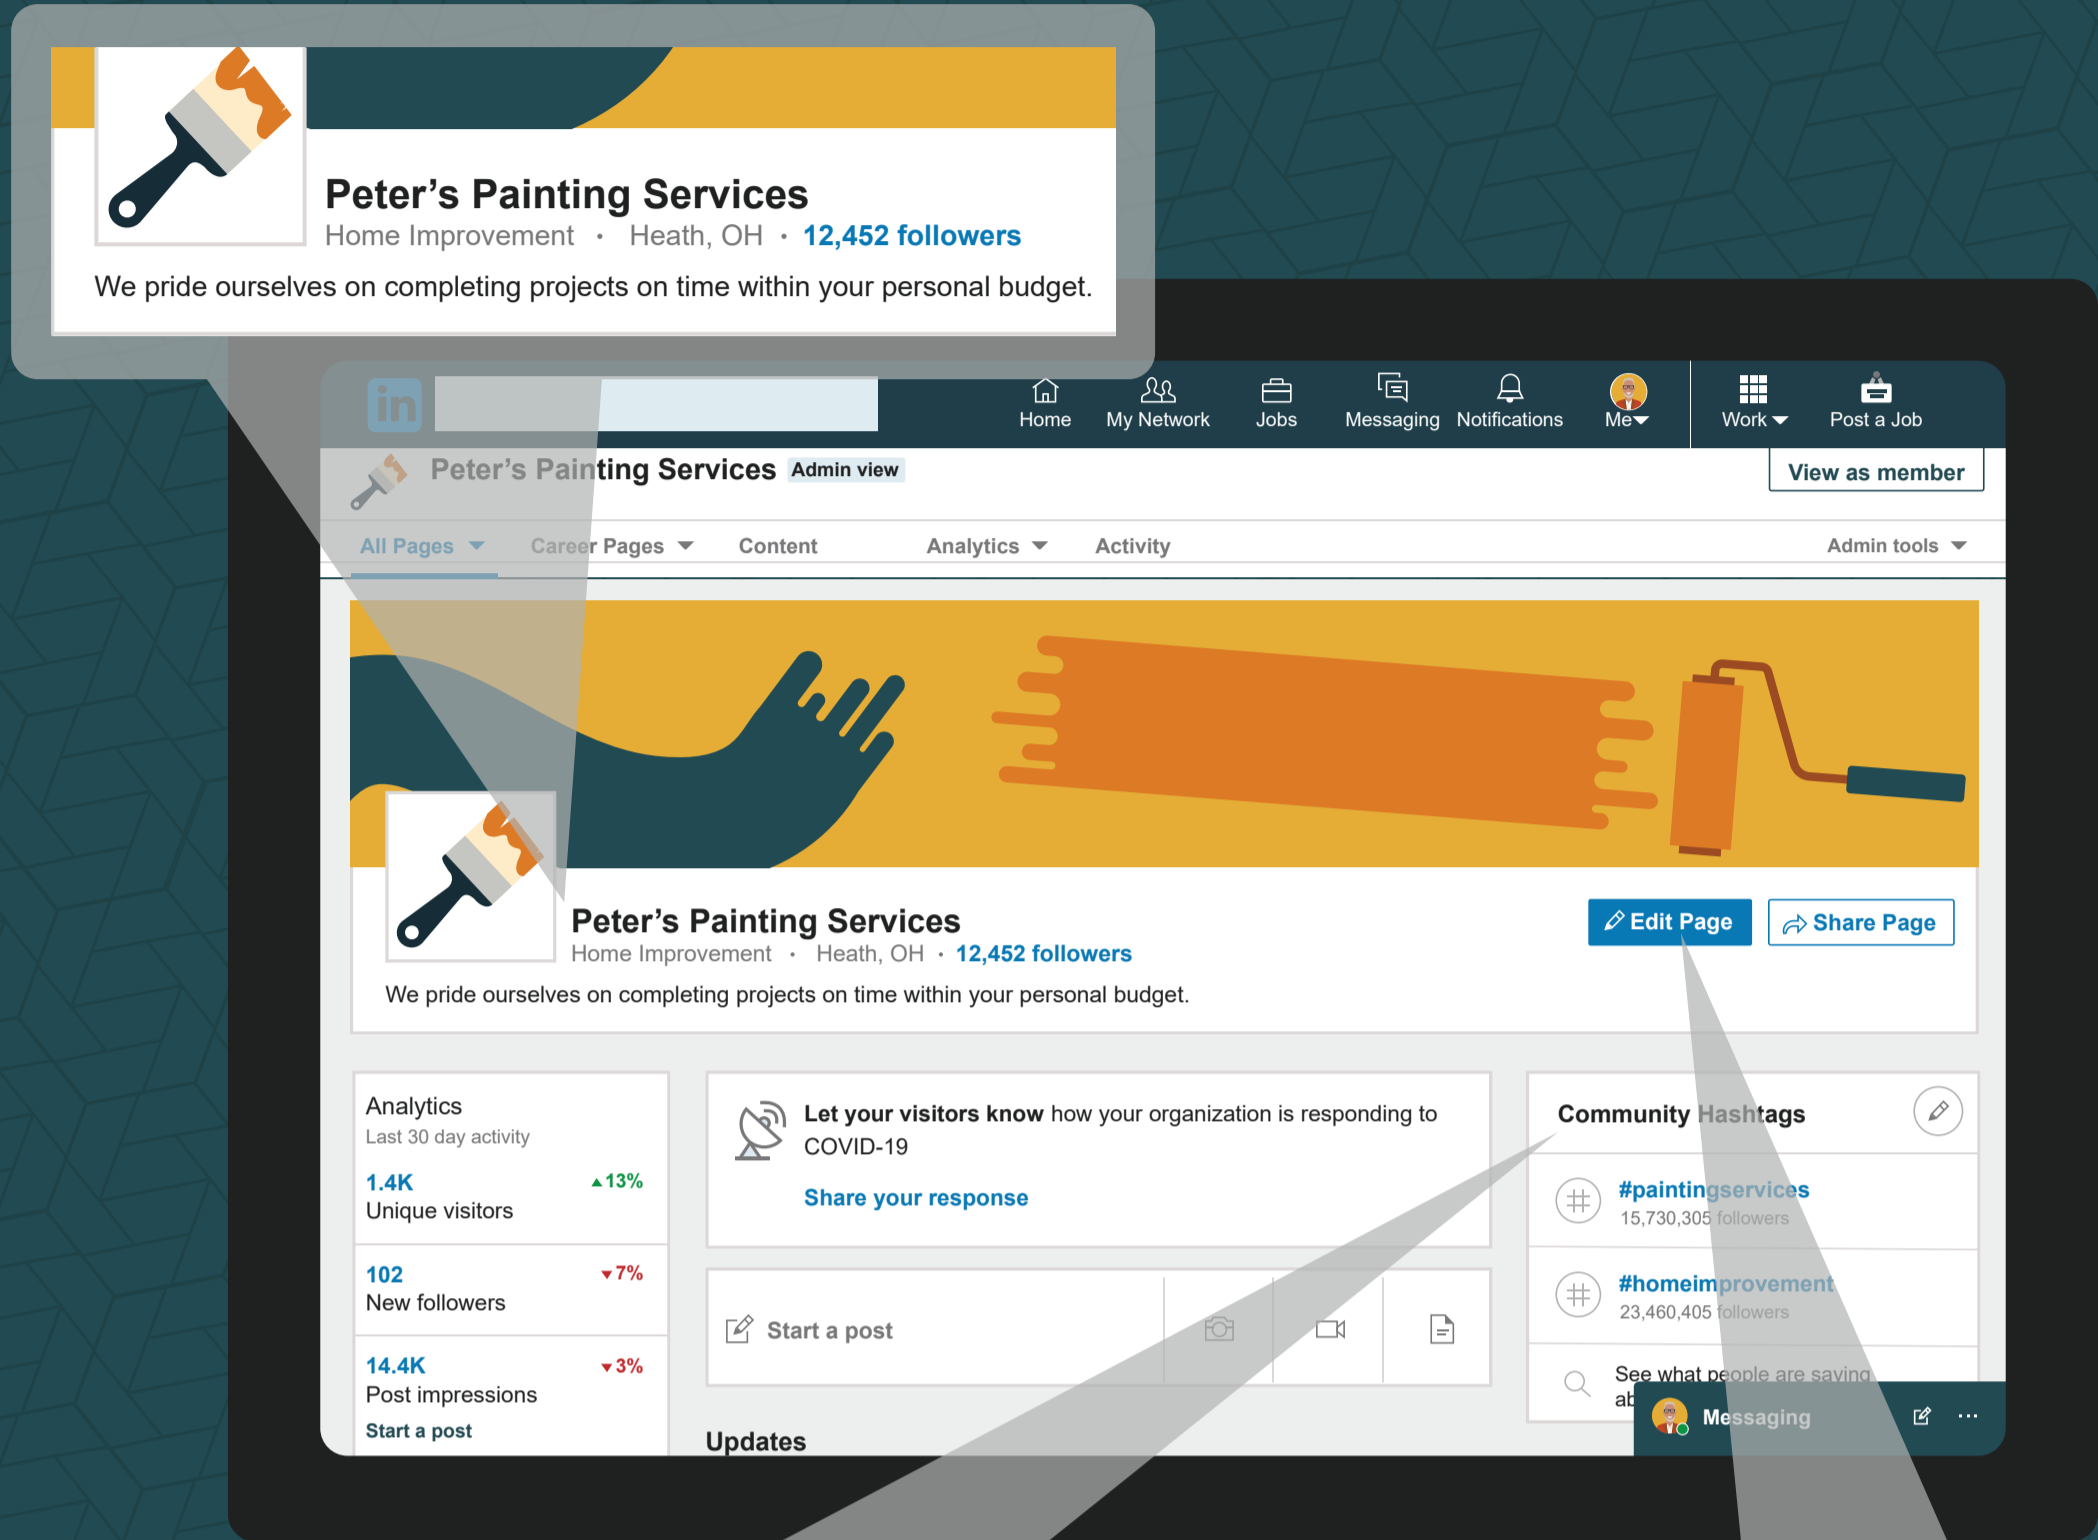 Peter's Painting Services
Home Improvement · Heath, OH · 12,452 followers
We pride ourselves on completing projects on time within your personal budget.
in
Home
My Network
Jobs
Messaging
Notifications
Me
Work
Post a Job
Peter's Painting Services Admin view
View as member
All Pages
Career Pages
Content
Analytics
Activity
Admin tools
Peter's Painting Services
Home Improvement · Heath, OH · 12,452 followers
We pride ourselves on completing projects on time within your personal budget.
Edit Page
Share Page
Analytics
Last 30 day activity
1.4K 13%
Unique visitors
102 7%
New followers
14.4K 3%
Post impressions
Start a post
Let your visitors know how your organization is responding to
COVID-19
Share your response
Start a post
Updates
Community Hashtags
#paintingservices
15,730,305 followers
#homeimprovement
23,460,405 followers
See what people are saying
Messaging